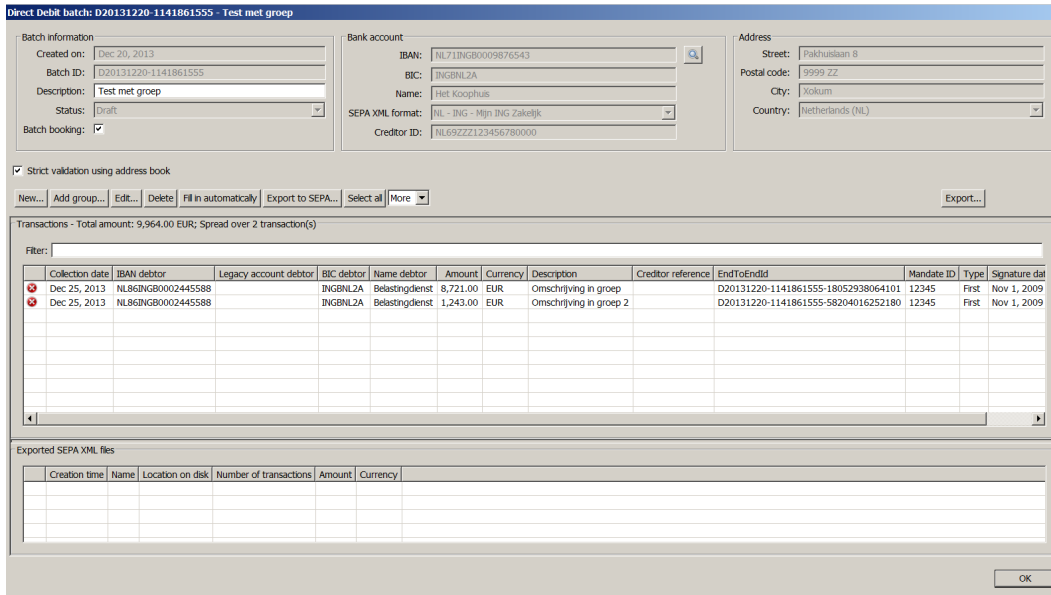 Direct Debit batch: D20131220-1141861555 - Test met groep
Batch information
Created on: Dec 20, 2013
Batch ID: D20131220-1141861555
Description: Test met groep
Status: Draft
Batch booking:
Bank account
IBAN: NL71INGB0009876543
BIC: INGBNL2A
Name: Het Koophuis
SEPA XML format: NL - ING - Mijn ING Zakelijk
Creditor ID: NL69ZZZ123456780000
Address
Street: Pakhuislaan 8
Postal code: 9999 ZZ
City: Xokum
Country: Netherlands (NL)
Strict validation using address book
New... Add group... Edit... Delete Fill in automatically Export to SEPA... Select all More Export...
Transactions - Total amount: 9,964.00 EUR; Spread over 2 transaction(s)
Filter:
Collection date IBAN debtor Legacy account debtor BIC debtor Name debtor Amount Currency Description Creditor reference EndToEndId Mandate ID Type Signature dat
Dec 25, 2013 NL86INGB0002445588 INGBNL2A Belastingdienst 8,721.00 EUR Omschrijving in groep D20131220-1141861555-18052938064101 12345 First Nov 1, 2009
Dec 25, 2013 NL86INGB0002445588 INGBNL2A Belastingdienst 1,243.00 EUR Omschrijving in groep 2 D20131220-1141861555-58204016252180 12345 First Nov 1, 2009
Exported SEPA XML files
Creation time Name Location on disk Number of transactions Amount Currency
OK